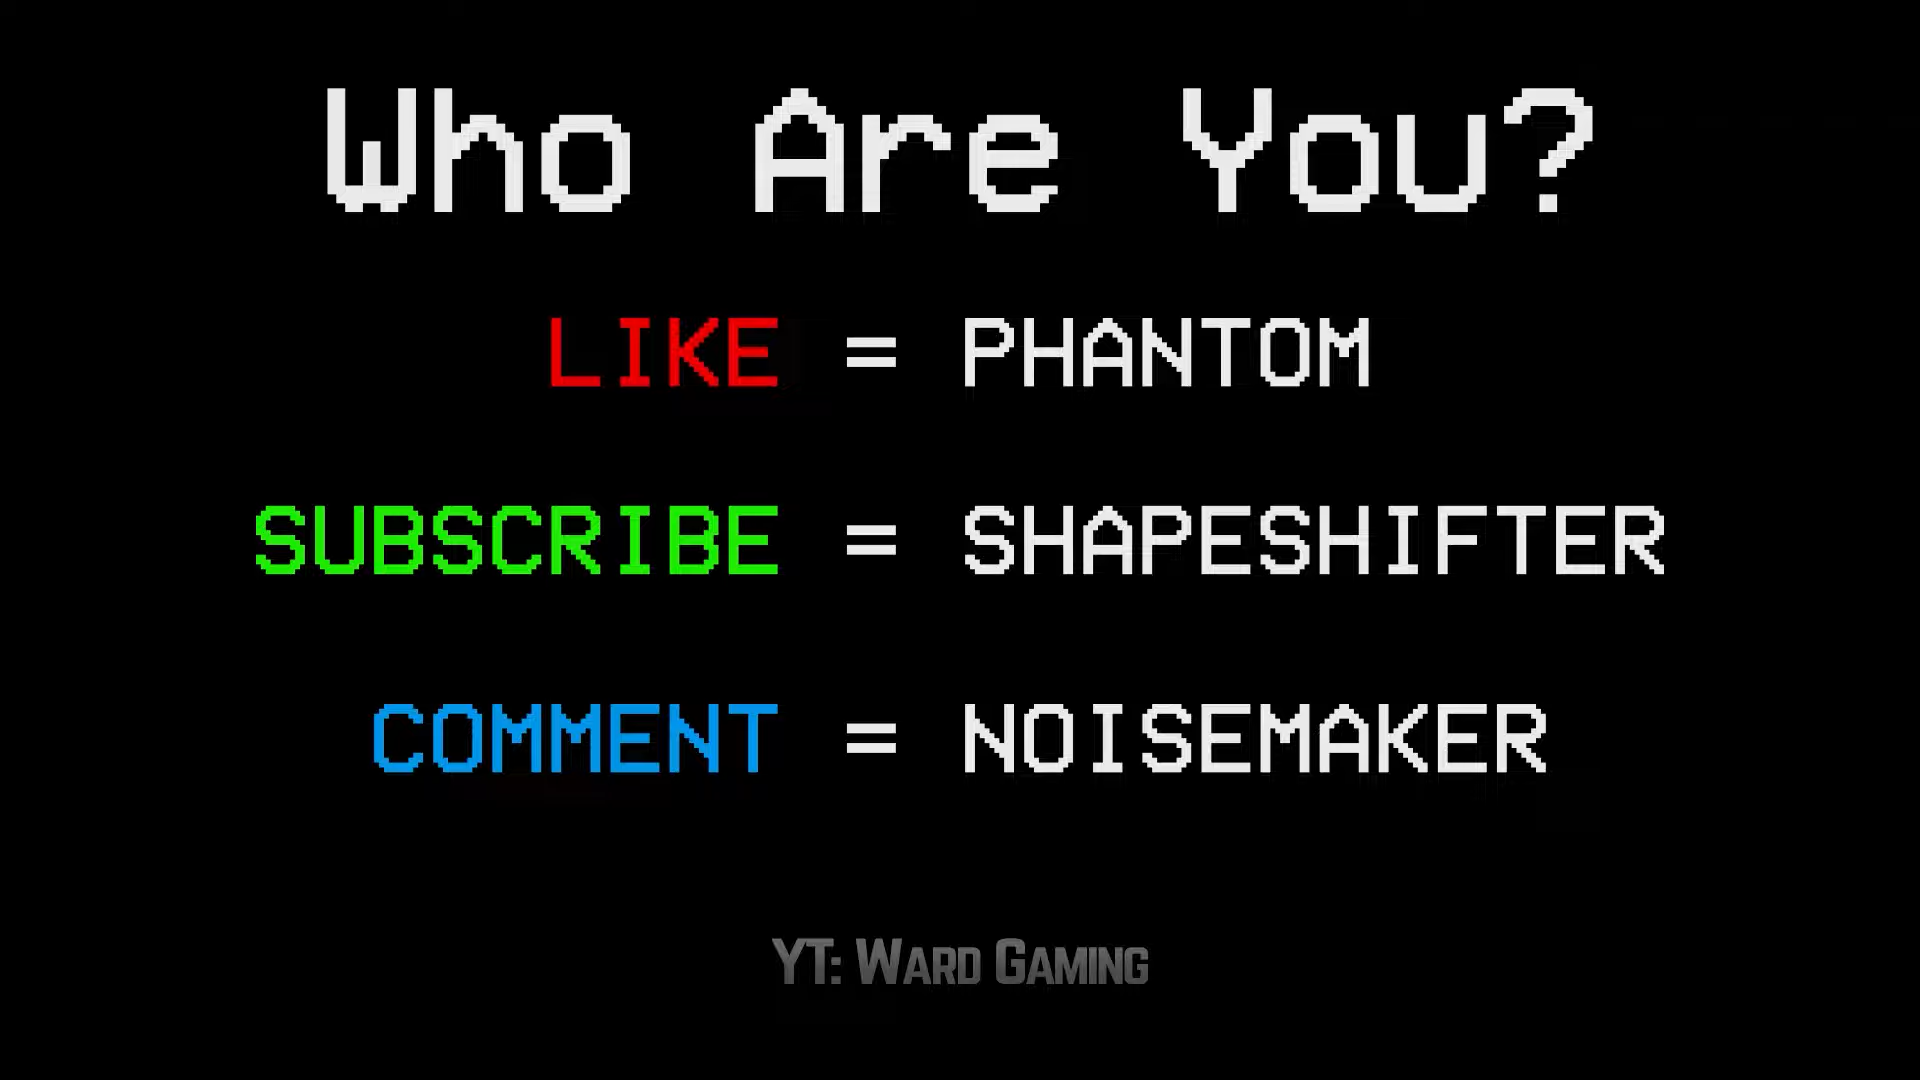 Who Are You?
LIKE = PHANTOM
SUBSCRIBE = SHAPESHIFTER
COMMENT = NOISEMAKER
YT: WARD GAMING